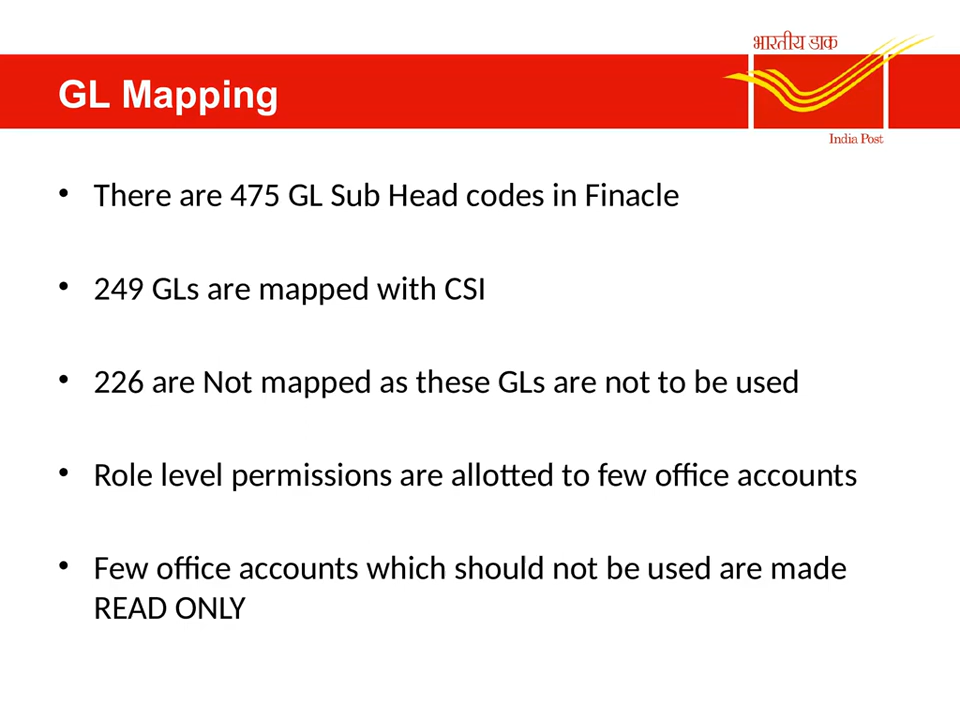 भारतीय डाक
GL Mapping
India Post
• There are 475 GL Sub Head codes in Finacle
• 249 GLs are mapped with CSI
• 226 are Not mapped as these GLs are not to be used
• Role level permissions are allotted to few office accounts
• Few office accounts which should not be used are made
READ ONLY